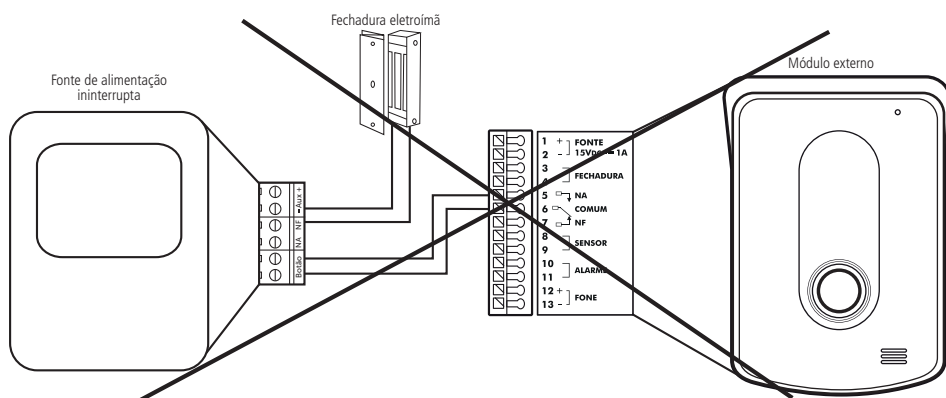 Fechadura eletroímã
Fonte de alimentação
ininterrupta
Módulo externo
- Aux +
NF
NA
Botão
1 + FONTE
2 - 15Vdc 1A
3
4 FECHADURA
5 NA
6 COMUM
7 NF
8 SENSOR
9
10 ALARME
11
12 + FONE
13 -